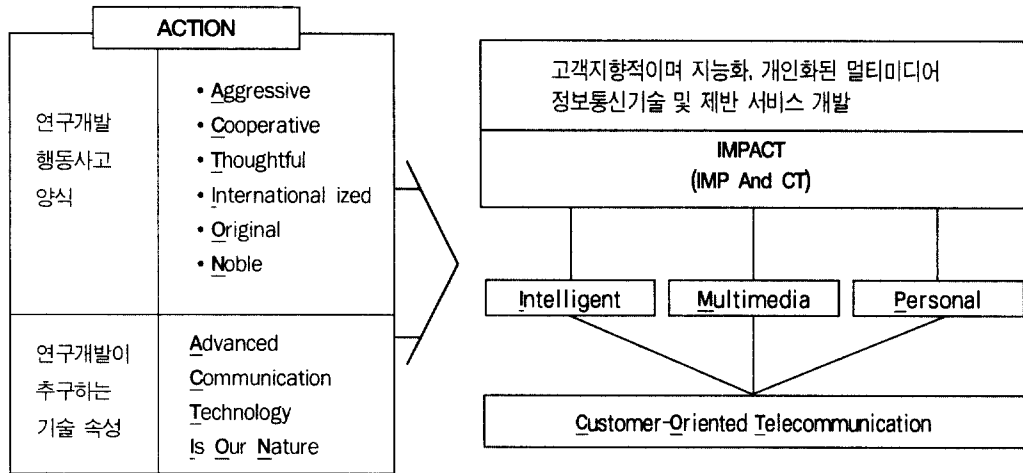 ACTION
연구개발
행동사고
양식
• Aggressive
• Cooperative
• Thoughtful
• International ized
• Original
• Noble
연구개발이
추구하는
기술 속성
Advanced
Communication
Technology
Is Our Nature
고객지향적이며 지능화, 개인화된 멀티미디어
정보통신기술 및 제반 서비스 개발
IMPACT
(IMP And CT)
Intelligent
Multimedia
Personal
Customer-Oriented Telecommunication